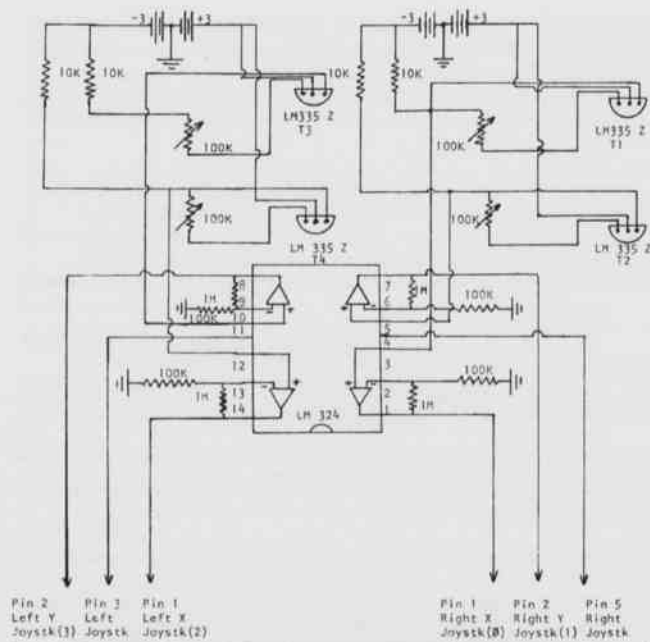 -3 +3
-3 +3
10K
10K
10K
10K
LM335 Z
T3
LM335 Z
T1
100K
100K
100K
100K
LM 335 Z
T4
LM 335 Z
T2
8
9
10
11
12
13
14
7
6
5
4
3
2
1
1M
100K
1M
100K
100K
1M
100K
1M
LM 324
Pin 2
Left Y
Joystk(3)
Pin 3
Left
Joystk
Pin 1
Left X
Joystk(2)
Pin 1
Right X
Joystk(Ø)
Pin 2
Right Y
Joystk(1)
Pin 5
Right
Joystk